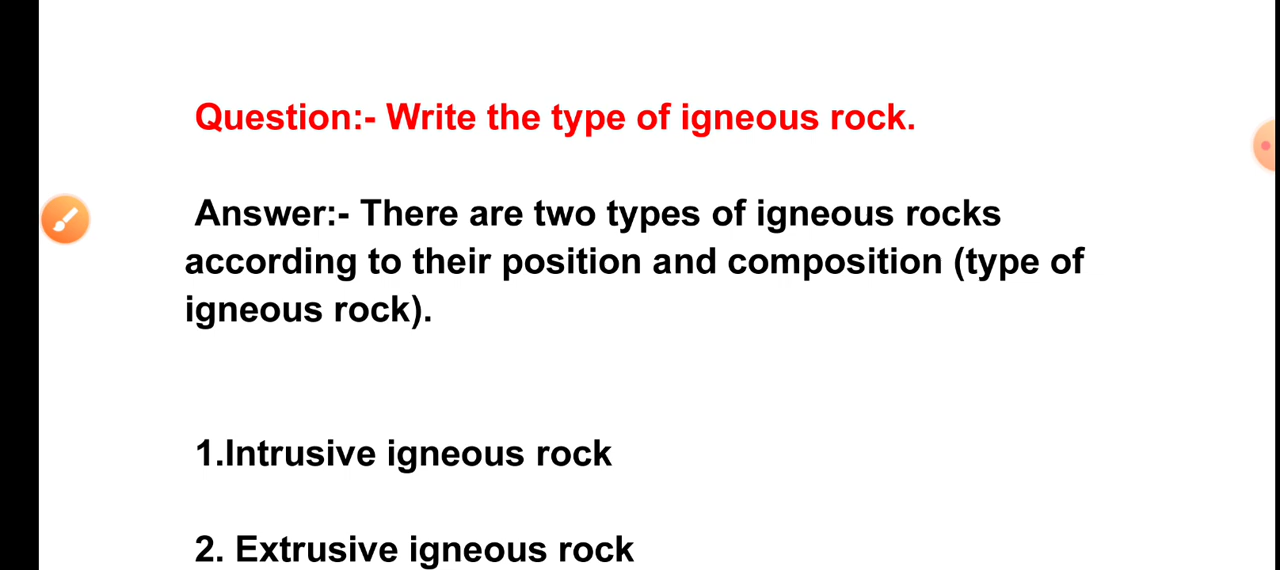 Question:- Write the type of igneous rock.
Answer:- There are two types of igneous rocks
according to their position and composition (type of
igneous rock).
1.Intrusive igneous rock
2. Extrusive igneous rock